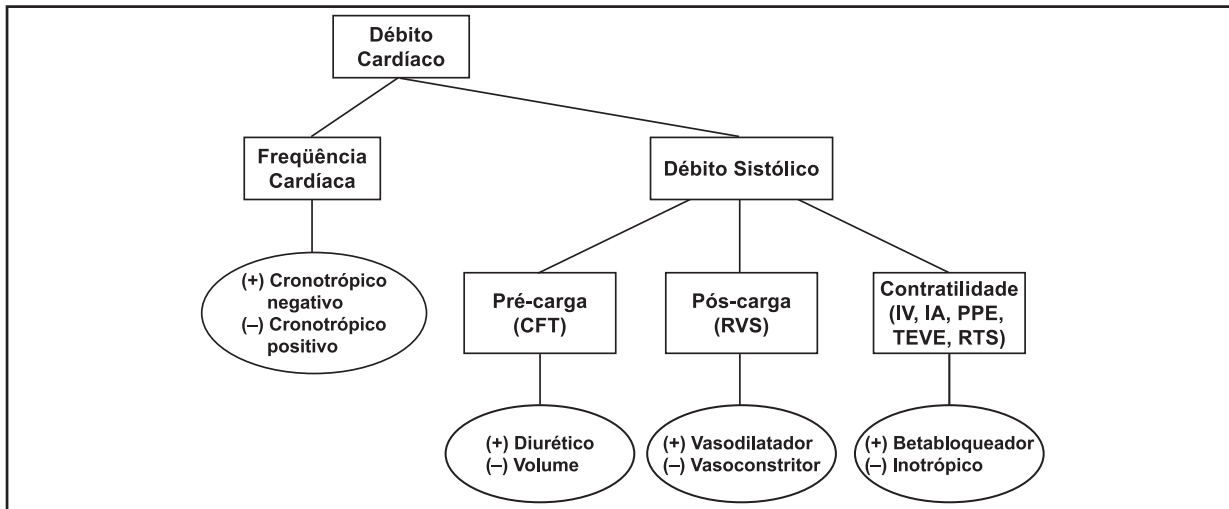 Débito
Cardíaco
Freqüência
Cardíaca
Débito Sistólico
(+) Cronotrópico
negativo
(–) Cronotrópico
positivo
Pré-carga
(CFT)
Pós-carga
(RVS)
Contratilidade
(IV, IA, PPE,
TEVE, RTS)
(+) Diurético
(–) Volume
(+) Vasodilatador
(–) Vasoconstritor
(+) Betabloqueador
(–) Inotrópico